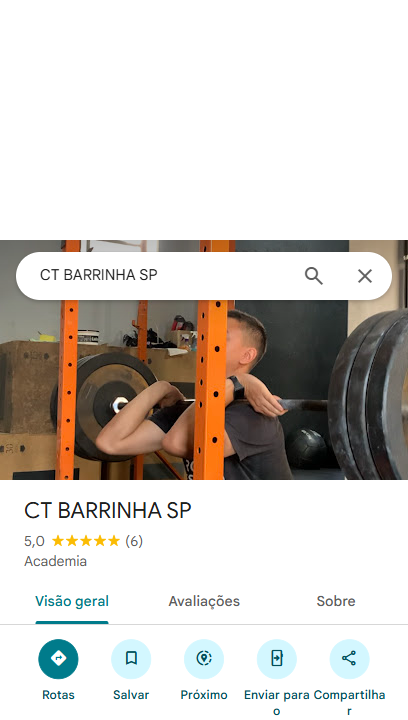 CT BARRINHA SP
CT BARRINHA SP
5,0 ★★★★★ (6)
Academia
Visão geral Avaliações Sobre
Rotas Salvar Próximo Enviar para o Compartilhar